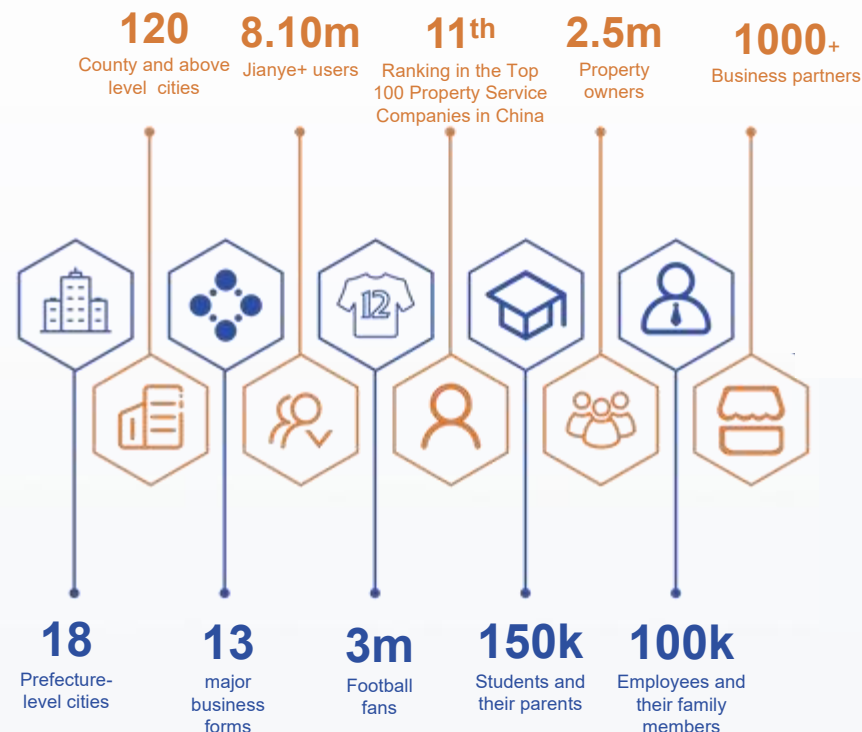 120
County and above
level cities
8.10m
Jianye+ users
11th
Ranking in the Top
100 Property Service
Companies in China
2.5m
Property
owners
1000+
Business partners
12
18
Prefecture-
level cities
13
major
business
forms
3m
Football
fans
150k
Students and
their parents
100k
Employees and
their family
members